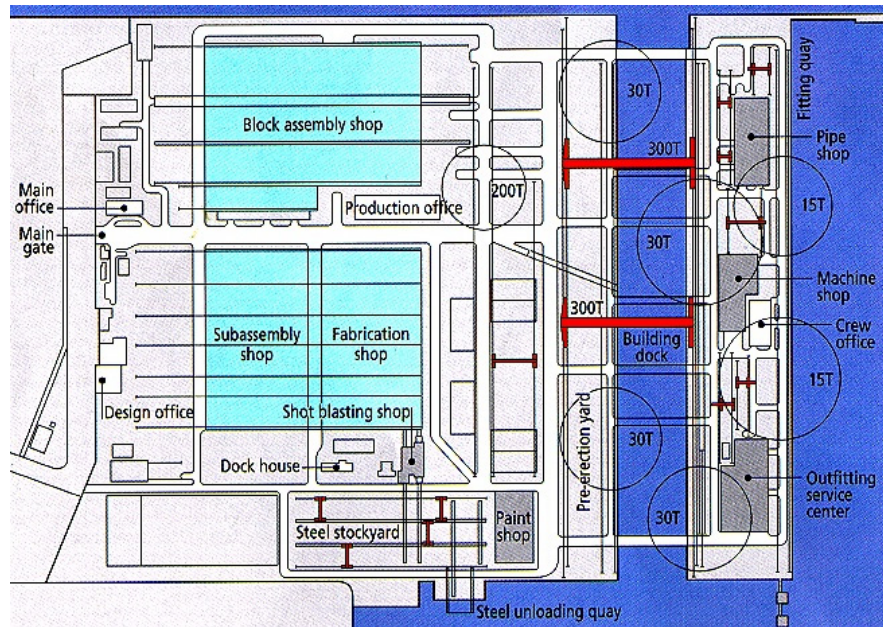 Block assembly shop
30T
300T
Fitting quay
Pipe
shop
Main
office
Production office
200T
15T
Main
gate
30T
Machine
shop
300T
Subassembly
shop
Fabrication
shop
Building
dock
Crew
office
15T
Design office
Shot blasting shop
Pre-erection yard
30T
Dock house
Outfitting
service
center
Steel stockyard
Paint
shop
30T
Steel unloading quay